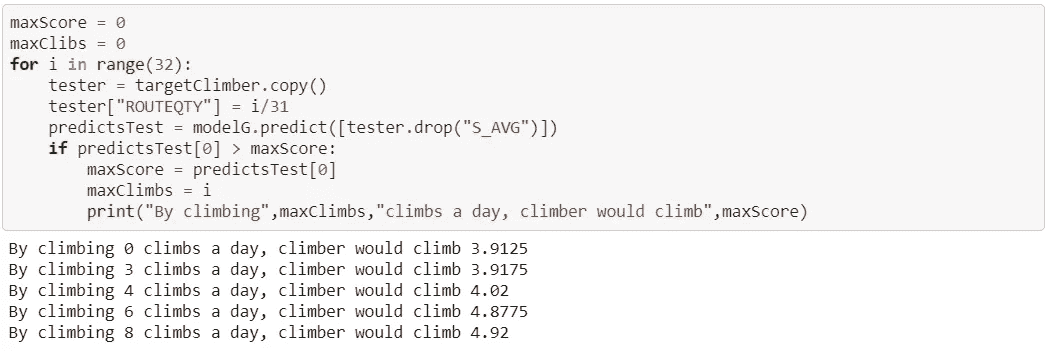 maxScore = 0
maxClibs = 0
for i in range(32):
    tester = targetClimber.copy()
    tester["ROUTEQTY"] = i/31
    predictsTest = modelG.predict([tester.drop("S_AVG")])
    if predictsTest[0] > maxScore:
        maxScore = predictsTest[0]
        maxClimbs = i
        print("By climbing",maxClimbs,"climbs a day, climber would climb",maxScore)
By climbing 0 climbs a day, climber would climb 3.9125
By climbing 3 climbs a day, climber would climb 3.9175
By climbing 4 climbs a day, climber would climb 4.02
By climbing 6 climbs a day, climber would climb 4.8775
By climbing 8 climbs a day, climber would climb 4.92